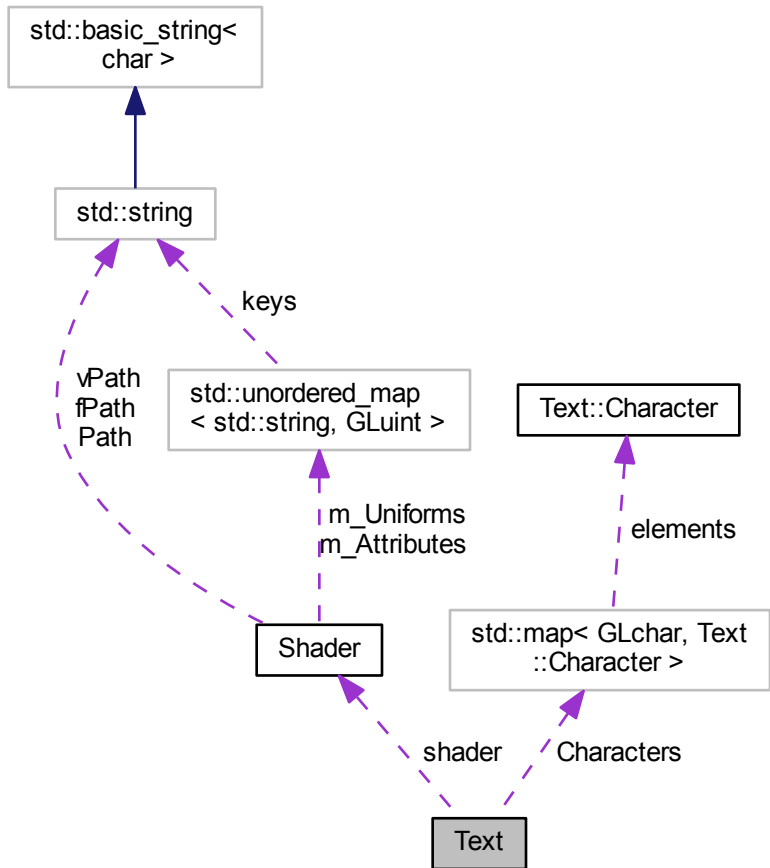 std::basic_string<
char >
std::string
keys
vPath
fPath
Path
std::unordered_map
< std::string, GLuint >
Text::Character
m_Uniforms
m_Attributes
elements
Shader
std::map< GLchar, Text
::Character >
shader
Characters
Text